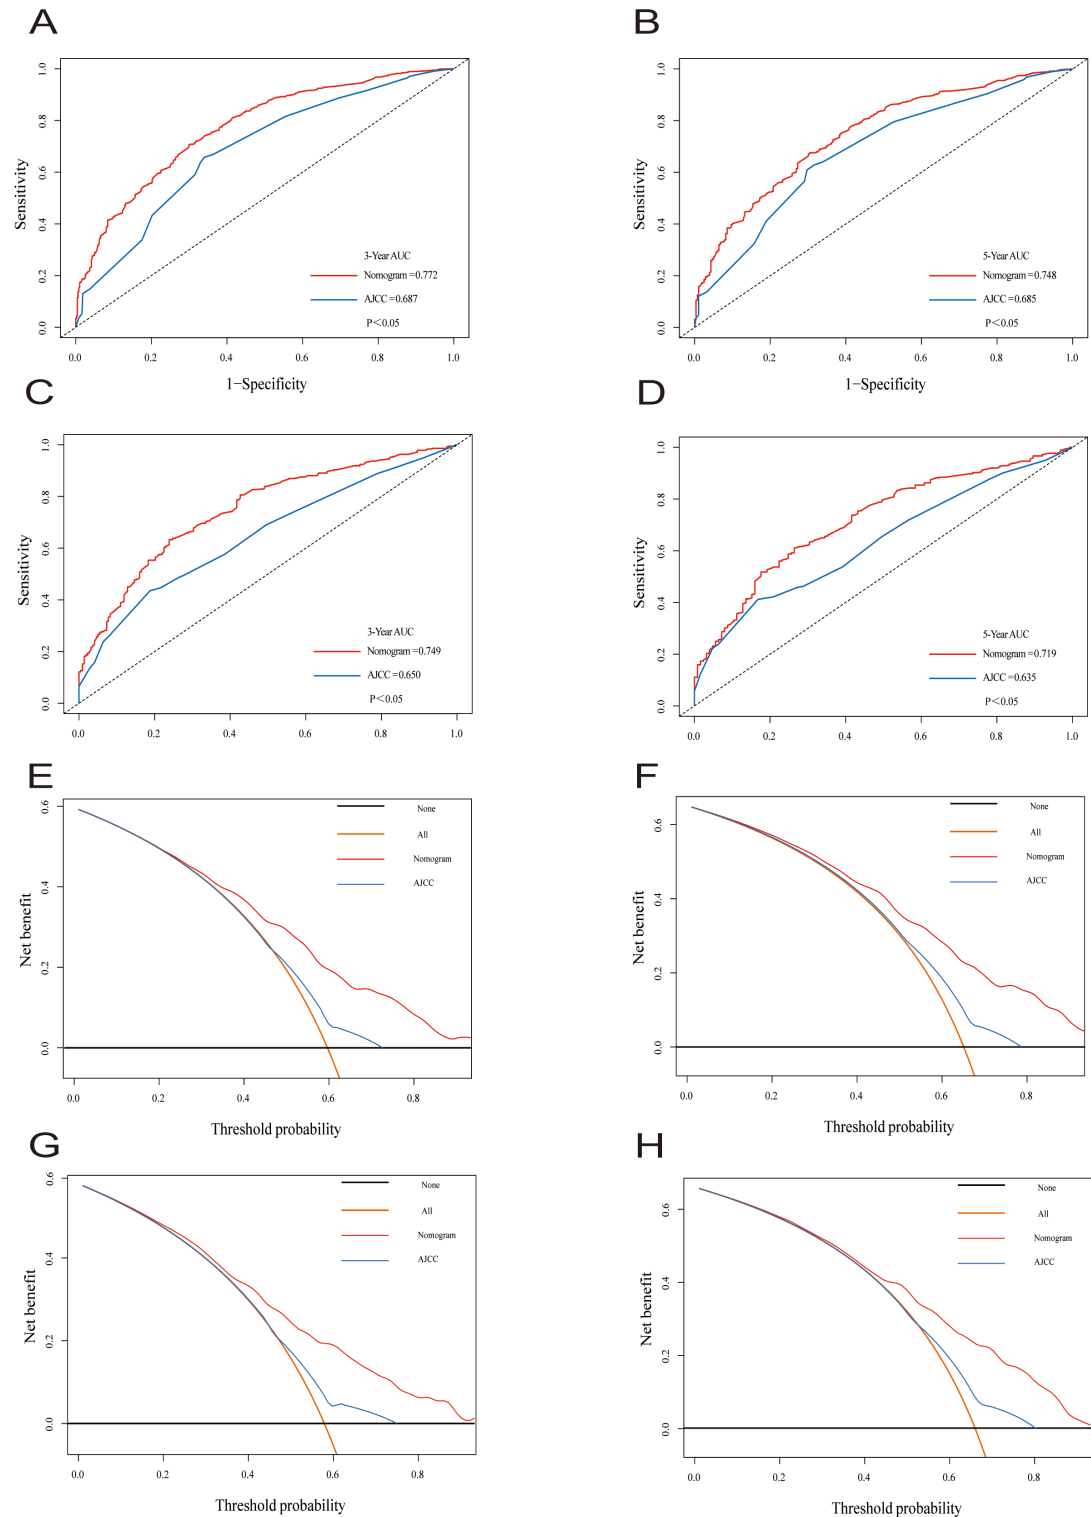 A
B
1.0
0.8
0.6
0.4
0.2
0.0
Sensitivity
3-Year AUC
Nomogram =0.772
AJCC =0.687
P<0.05
0.0 0.2 0.4 0.6 0.8 1.0
1−Specificity
1.0
0.8
0.6
0.4
0.2
0.0
Sensitivity
5-Year AUC
Nomogram =0.748
AJCC =0.685
P<0.05
0.0 0.2 0.4 0.6 0.8 1.0
1−Specificity
C
D
1.0
0.8
0.6
0.4
0.2
0.0
Sensitivity
3-Year AUC
Nomogram =0.749
AJCC =0.650
P<0.05
0.0 0.2 0.4 0.6 0.8 1.0
1.0
0.8
0.6
0.4
0.2
0.0
Sensitivity
5-Year AUC
Nomogram =0.719
AJCC =0.635
P<0.05
0.0 0.2 0.4 0.6 0.8 1.0
E
F
0.6
0.4
0.2
0.0
Net benefit
None
All
Nomogram
AJCC
0.0 0.2 0.4 0.6 0.8
Threshold probability
0.6
0.4
0.2
0.0
Net benefit
None
All
Nomogram
AJCC
0.0 0.2 0.4 0.6 0.8
Threshold probability
G
H
0.6
0.4
0.2
0.0
Net benefit
None
All
Nomogram
AJCC
0.0 0.2 0.4 0.6 0.8
Threshold probability
0.6
0.4
0.2
0.0
Net benefit
None
All
Nomogram
AJCC
0.0 0.2 0.4 0.6 0.8
Threshold probability